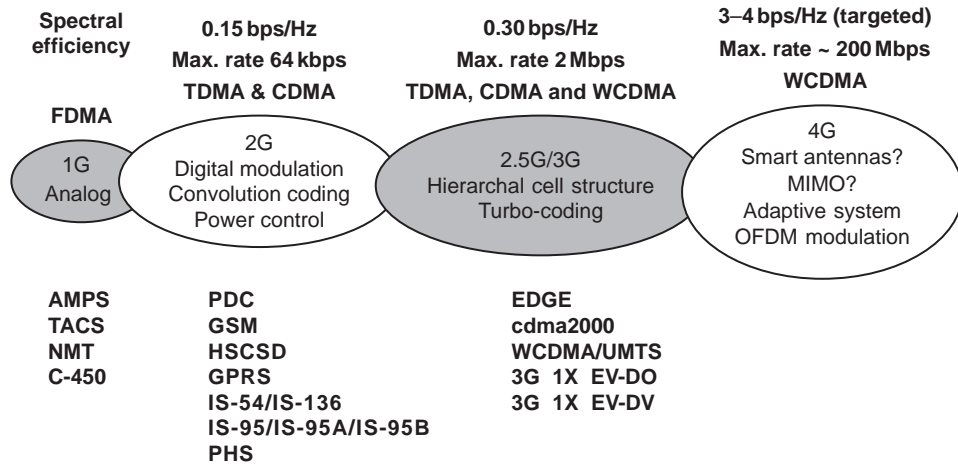 Spectral
efficiency
0.15 bps/Hz
Max. rate 64 kbps
TDMA & CDMA
0.30 bps/Hz
Max. rate 2 Mbps
TDMA, CDMA and WCDMA
3–4 bps/Hz (targeted)
Max. rate ~ 200 Mbps
WCDMA
FDMA
1G
Analog
2G
Digital modulation
Convolution coding
Power control
2.5G/3G
Hierarchal cell structure
Turbo-coding
4G
Smart antennas?
MIMO?
Adaptive system
OFDM modulation
AMPS
TACS
NMT
C-450
PDC
GSM
HSCSD
GPRS
IS-54/IS-136
IS-95/IS-95A/IS-95B
PHS
EDGE
cdma2000
WCDMA/UMTS
3G 1X EV-DO
3G 1X EV-DV